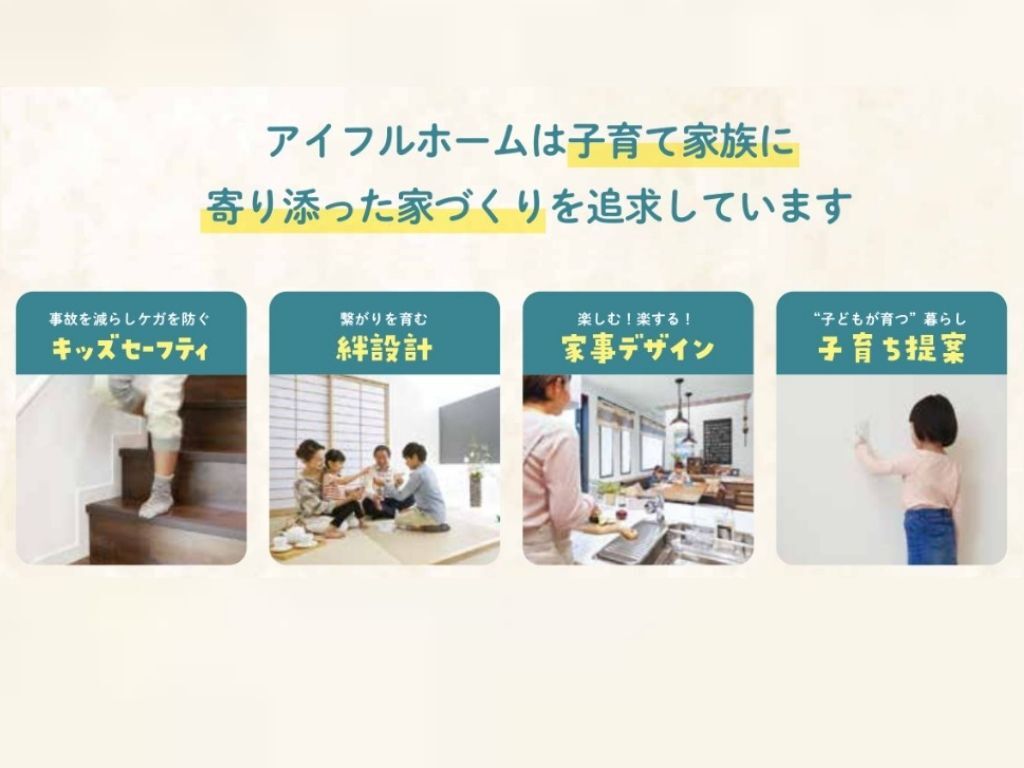 アイフルホームは子育て家族に
寄り添った家づくりを追求しています
事故を減らしケガを防ぐ
キッズセーフティ
繋がりを育む
絆設計
楽しむ！楽する！
家事デザイン
“子どもが育つ”暮らし
子育ち提案